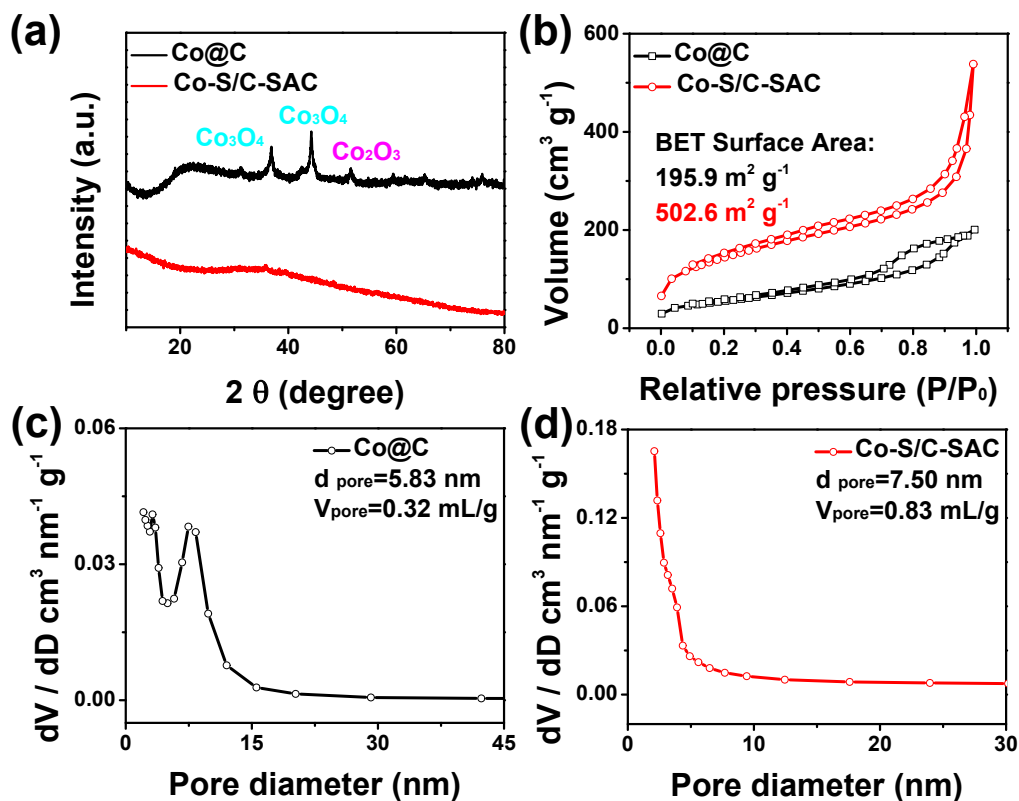 (a)
Co@C
Co-S/C-SAC
Co₃O₄
Co₃O₄
Co₂O₃
Intensity (a.u.)
20 40 60 80
2 θ (degree)
(b)
Co@C
Co-S/C-SAC
BET Surface Area:
195.9 m² g⁻¹
502.6 m² g⁻¹
Volume (cm³ g⁻¹)
600
400
200
0
0.0 0.2 0.4 0.6 0.8 1.0
Relative pressure (P/P₀)
(c)
Co@C
d pore=5.83 nm
Vpore=0.32 mL/g
dV / dD cm³ nm⁻¹ g⁻¹
0.06
0.03
0.00
0 15 30 45
Pore diameter (nm)
(d)
Co-S/C-SAC
d pore=7.50 nm
Vpore=0.83 mL/g
dV / dD cm³ nm⁻¹ g⁻¹
0.18
0.12
0.06
0.00
0 10 20 30
Pore diameter (nm)